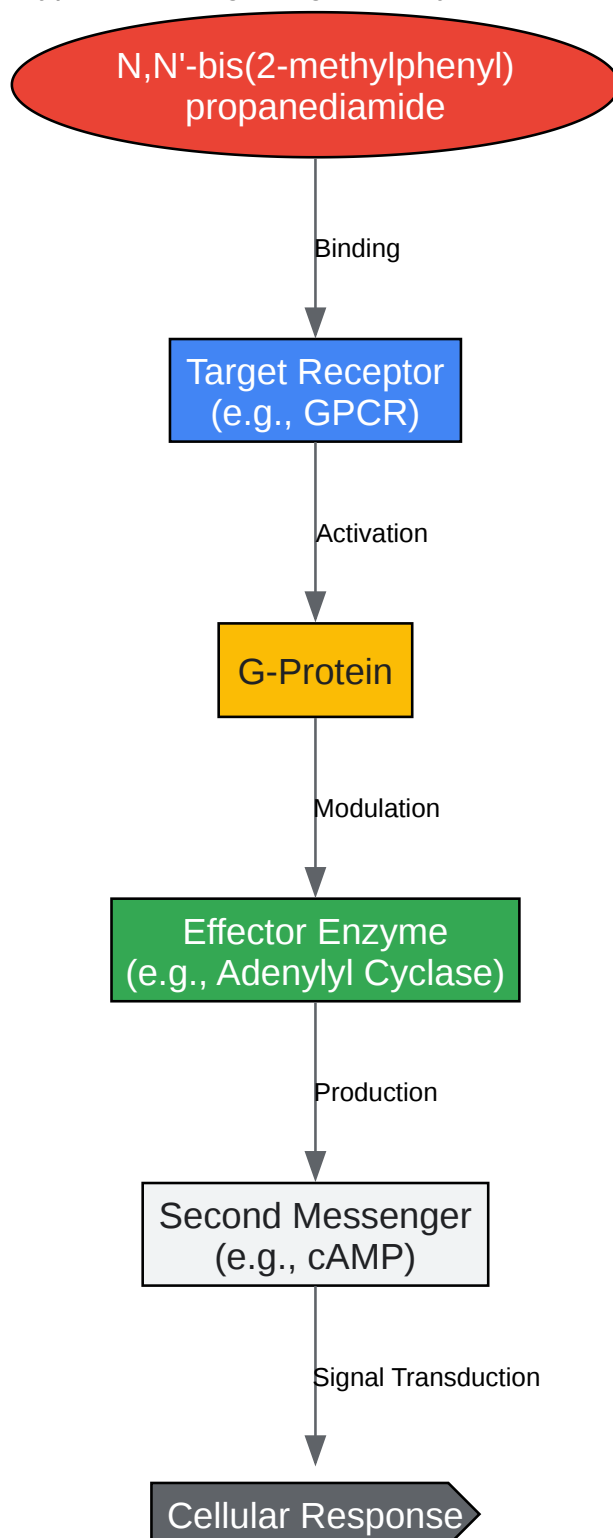 N,N'-bis(2-methylphenyl)
propanediamide
Binding
Target Receptor
(e.g., GPCR)
Activation
G-Protein
Modulation
Effector Enzyme
(e.g., Adenylyl Cyclase)
Production
Second Messenger
(e.g., cAMP)
Signal Transduction
Cellular Response